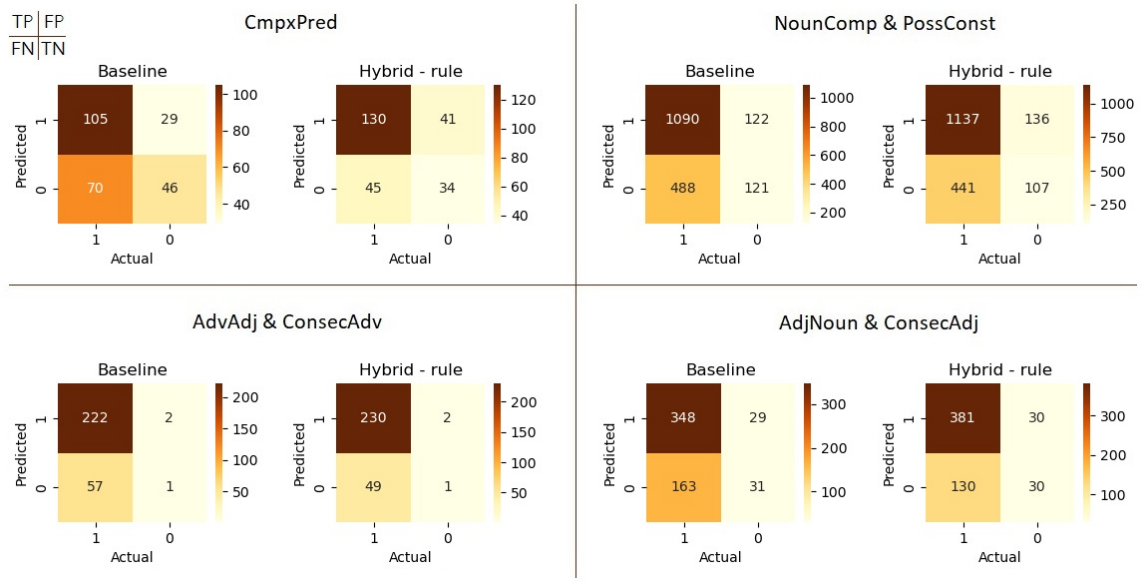 TP FP
FN TN
CmpxPred
Baseline
Predicted
1
0
105 29
70 46
1 0
Actual
100
80
60
40
Hybrid - rule
Predicted
1
0
130 41
45 34
1 0
Actual
120
100
80
60
40
NounComp & PossConst
Baseline
Predicted
1
0
1090 122
488 121
1 0
Actual
1000
800
600
400
200
Hybrid - rule
Predicted
1
0
1137 136
441 107
1 0
Actual
1000
750
500
250
AdvAdj & ConsecAdv
Baseline
Predicted
1
0
222 2
57 1
1 0
Actual
200
150
100
50
Hybrid - rule
Predicted
1
0
230 2
49 1
1 0
Actual
200
150
100
50
AdjNoun & ConsecAdj
Baseline
Predicted
1
0
348 29
163 31
1 0
Actual
300
200
100
Hybrid - rule
Predicred
1
0
381 30
130 30
1 0
Actual
300
200
100